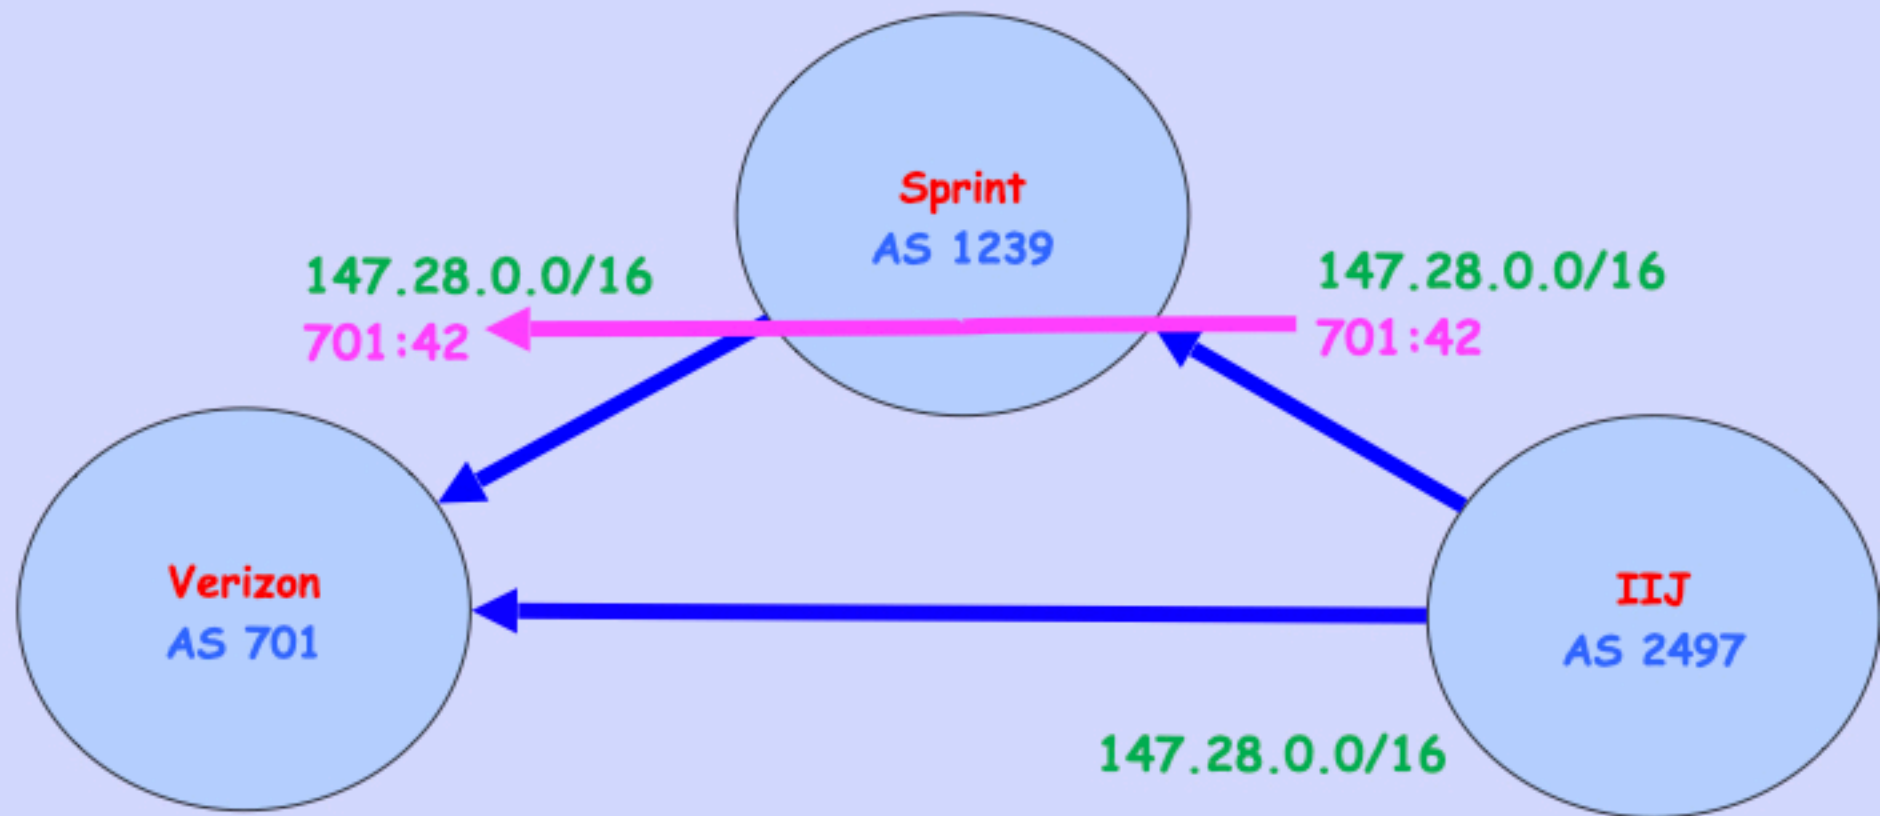 Sprint
AS 1239
147.28.0.0/16
701:42
147.28.0.0/16
701:42
Verizon
AS 701
IIJ
AS 2497
147.28.0.0/16